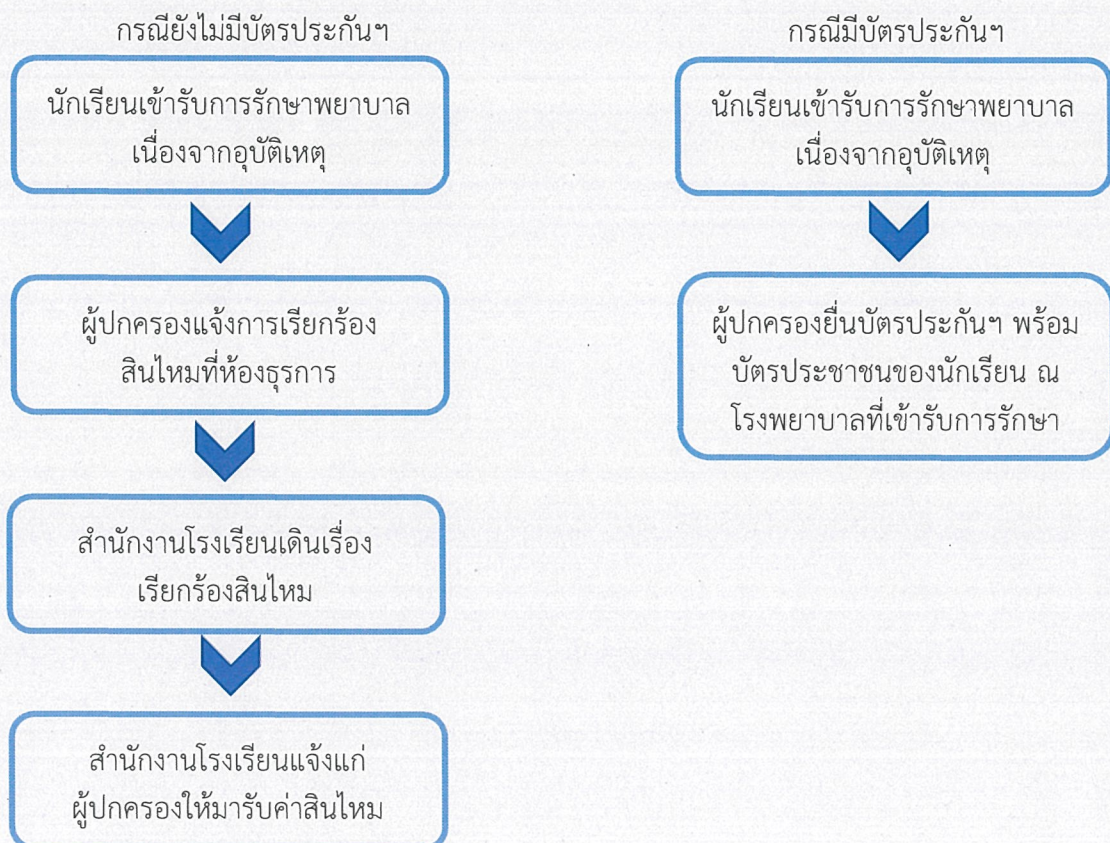 กรณียังไม่มีบัตรประกันฯ
นักเรียนเข้ารับการรักษาพยาบาล
เนื่องจากอุบัติเหตุ
ผู้ปกครองแจ้งการเรียกร้อง
สินไหมที่ห้องธุรการ
สำนักงานโรงเรียนเดินเรื่อง
เรียกร้องสินไหม
สำนักงานโรงเรียนแจ้งแก่
ผู้ปกครองให้มารับค่าสินไหม
กรณีมีบัตรประกันฯ
นักเรียนเข้ารับการรักษาพยาบาล
เนื่องจากอุบัติเหตุ
ผู้ปกครองยื่นบัตรประกันฯ พร้อม
บัตรประชาชนของนักเรียน ณ
โรงพยาบาลที่เข้ารับการรักษา